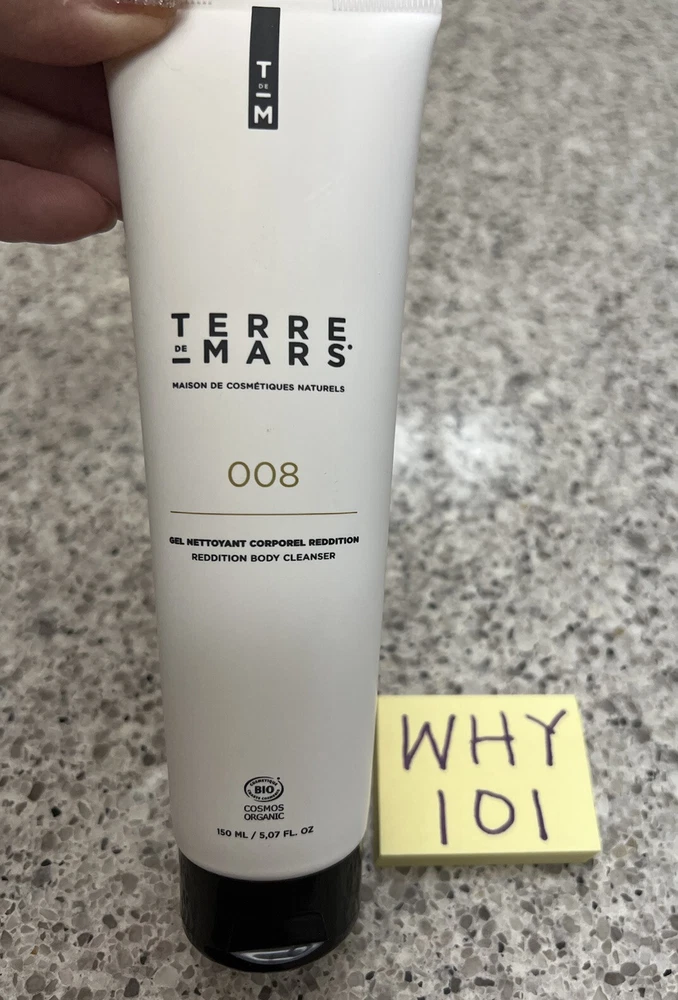 T
DE
M
TERRE
DE MARS
MAISON DE COSMÉTIQUES NATURELS
008
GEL NETTOYANT CORPOREL REDDITION
REDDITION BODY CLEANSER
BIO
COSMOS
ORGANIC
150 ML / 5,07 FL. OZ
WHY
101